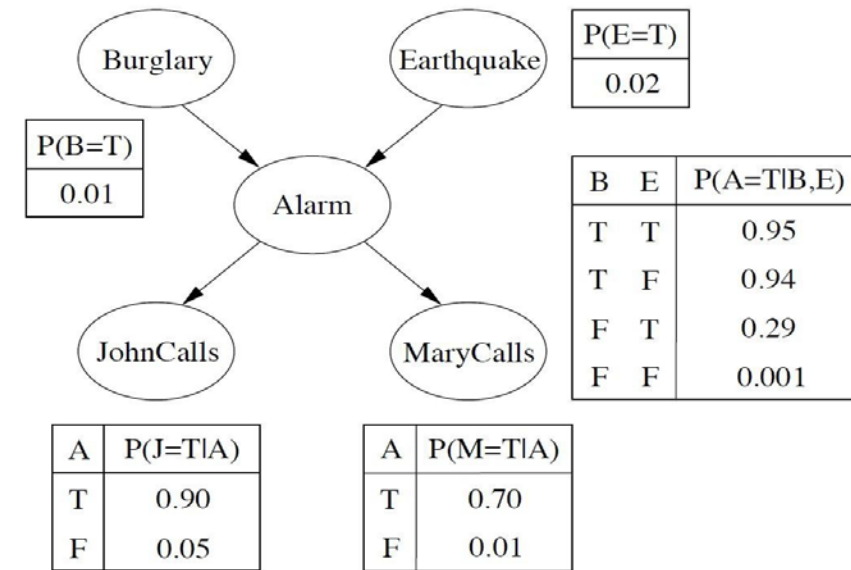 Burglary
Earthquake
P(E=T)
0.02
P(B=T)
0.01
Alarm
B E P(A=T|B,E)
T T 0.95
T F 0.94
F T 0.29
F F 0.001
JohnCalls
MaryCalls
A P(J=T|A)
T 0.90
F 0.05
A P(M=T|A)
T 0.70
F 0.01